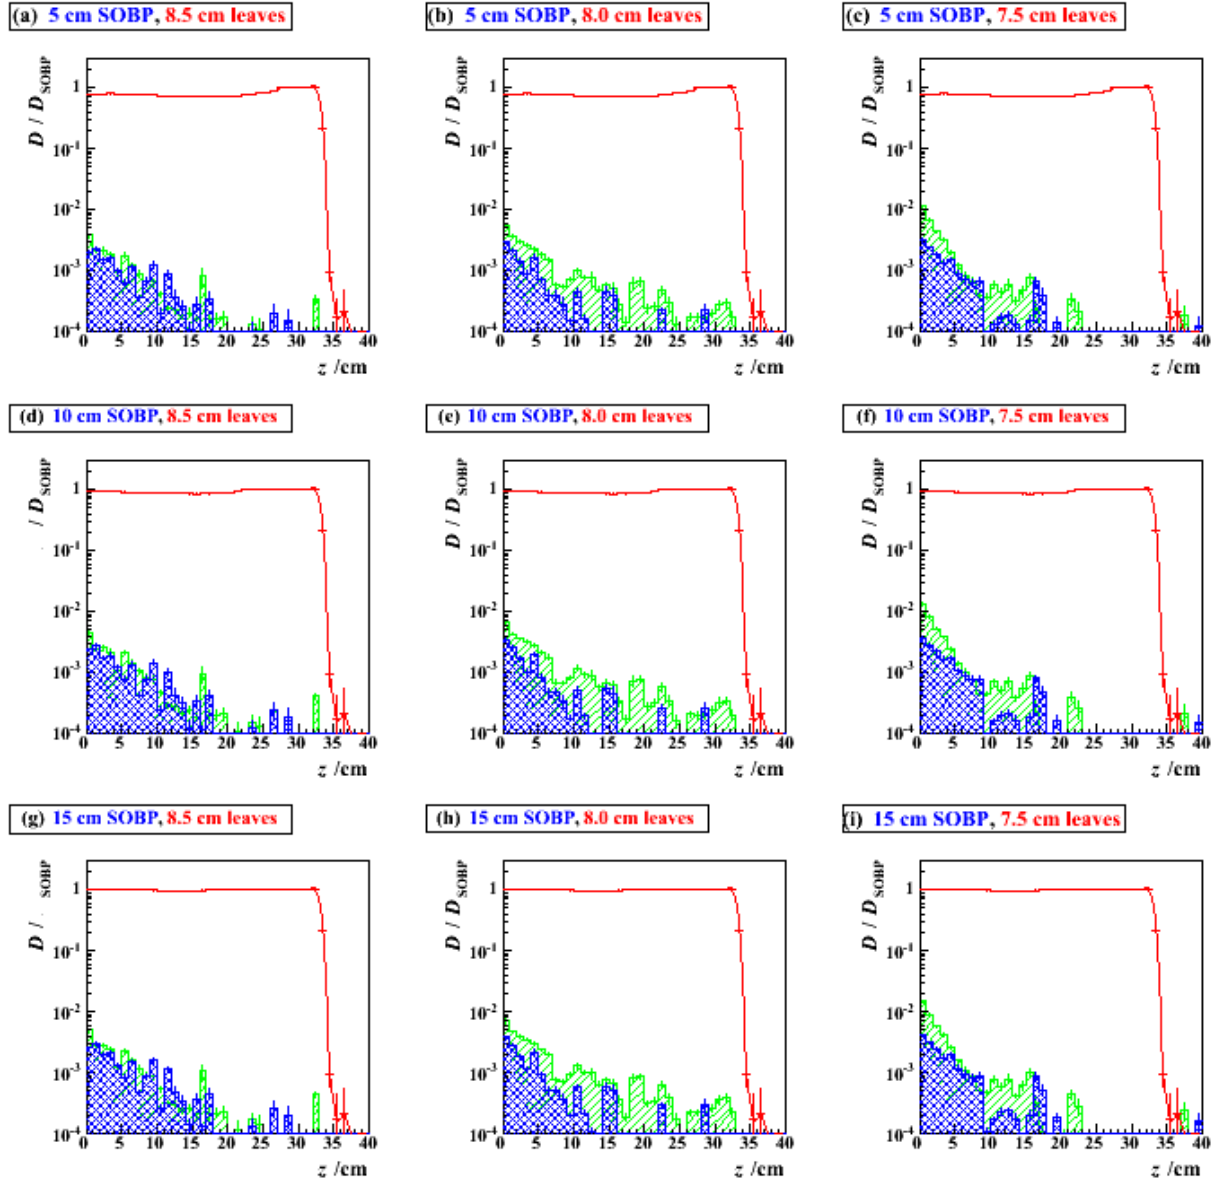 (a) 5 cm SOBP, 8.5 cm leaves
(b) 5 cm SOBP, 8.0 cm leaves
(c) 5 cm SOBP, 7.5 cm leaves
D / D_SOBP
1
10^-1
10^-2
10^-3
10^-4
0 5 10 15 20 25 30 35 40
z /cm
D / D_SOBP
1
10^-1
10^-2
10^-3
10^-4
0 5 10 15 20 25 30 35 40
z /cm
D / D_SOBP
1
10^-1
10^-2
10^-3
10^-4
0 5 10 15 20 25 30 35 40
z /cm
(d) 10 cm SOBP, 8.5 cm leaves
(e) 10 cm SOBP, 8.0 cm leaves
(f) 10 cm SOBP, 7.5 cm leaves
/ D_SOBP
1
10^-1
10^-2
10^-3
10^-4
0 5 10 15 20 25 30 35 40
z /cm
D / D_SOBP
1
10^-1
10^-2
10^-3
10^-4
0 5 10 15 20 25 30 35 40
z /cm
D / D_SOBP
1
10^-1
10^-2
10^-3
10^-4
0 5 10 15 20 25 30 35 40
z /cm
(g) 15 cm SOBP, 8.5 cm leaves
(h) 15 cm SOBP, 8.0 cm leaves
(i) 15 cm SOBP, 7.5 cm leaves
D / SOBP
1
10^-1
10^-2
10^-3
10^-4
0 5 10 15 20 25 30 35 40
z /cm
D / D_SOBP
1
10^-1
10^-2
10^-3
10^-4
0 5 10 15 20 25 30 35 40
z /cm
D / D_SOBP
1
10^-1
10^-2
10^-3
10^-4
0 5 10 15 20 25 30 35 40
z /cm